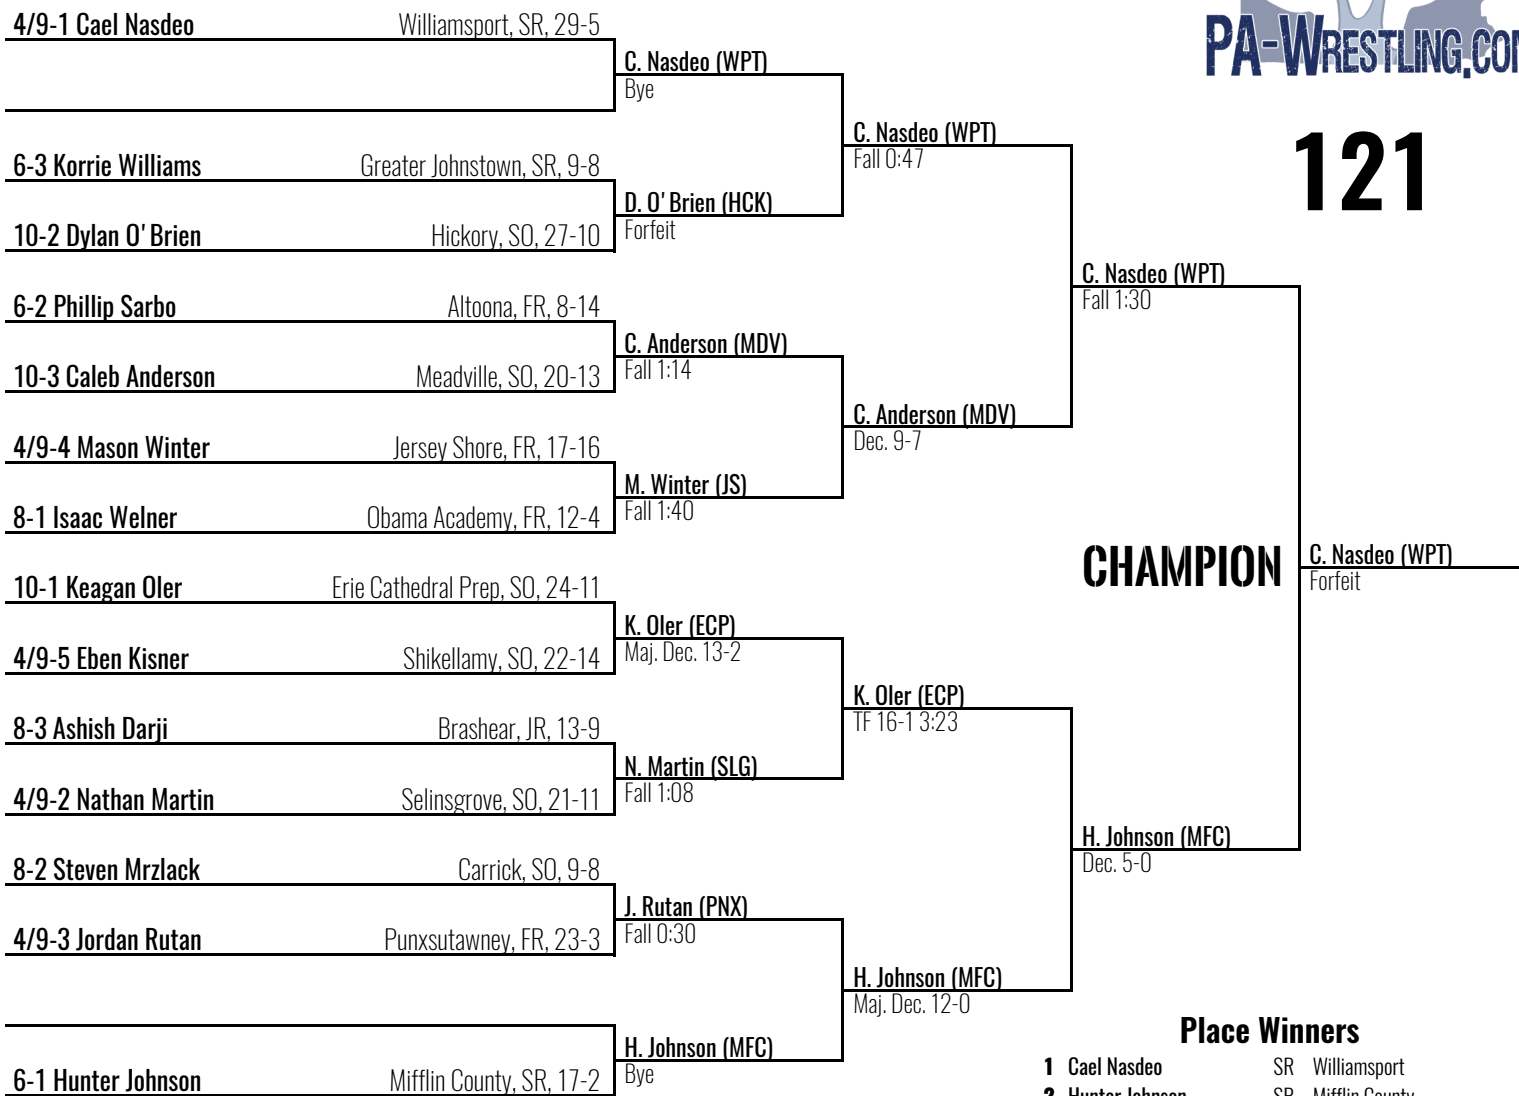 4/9-1 Cael Nasdeo Williamsport, SR, 29-5
6-3 Korrie Williams Greater Johnstown, SR, 9-8
10-2 Dylan O'Brien Hickory, SO, 27-10
6-2 Phillip Sarbo Altoona, FR, 8-14
10-3 Caleb Anderson Meadville, SO, 20-13
4/9-4 Mason Winter Jersey Shore, FR, 17-16
8-1 Isaac Welner Obama Academy, FR, 12-4
10-1 Keagan Oler Erie Cathedral Prep, SO, 24-11
4/9-5 Eben Kisner Shikellamy, SO, 22-14
8-3 Ashish Darji Brashear, JR, 13-9
4/9-2 Nathan Martin Selinsgrove, SO, 21-11
8-2 Steven Mrzlack Carrick, SO, 9-8
4/9-3 Jordan Rutan Punxsutawney, FR, 23-3
6-1 Hunter Johnson Mifflin County, SR, 17-2
C. Nasdeo (WPT)
Bye
D. O'Brien (HCK)
Forfeit
C. Anderson (MDV)
Fall 1:14
M. Winter (JS)
Fall 1:40
K. Oler (ECP)
Maj. Dec. 13-2
N. Martin (SLG)
Fall 1:08
J. Rutan (PNX)
Fall 0:30
H. Johnson (MFC)
Bye
C. Nasdeo (WPT)
Fall 0:47
C. Anderson (MDV)
Dec. 9-7
K. Oler (ECP)
TF 16-1 3:23
H. Johnson (MFC)
Maj. Dec. 12-0
C. Nasdeo (WPT)
Fall 1:30
H. Johnson (MFC)
Dec. 5-0
CHAMPION
C. Nasdeo (WPT)
Forfeit
PA-WRESTLING.COM
121
Place Winners
1 Cael Nasdeo SR Williamsport
2 Hunter Johnson SR Mifflin County